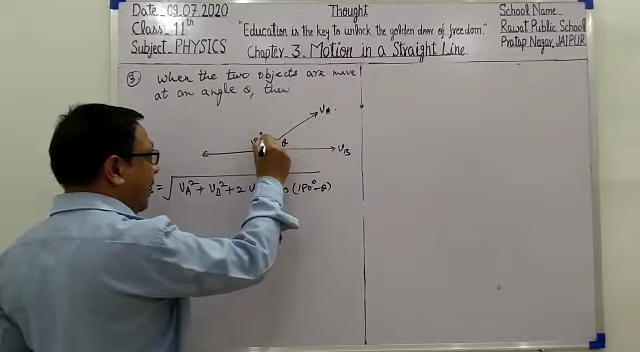 Date 09.07.2020
Class 11th
Subject PHYSICS
Thought
"Education is the key to unlock the golden door of freedom."
Chapter 3. Motion in a Straight Line
School Name
Rawat Public School
Pratap Nagar, JAIPUR
③ When the two objects are move
at an angle θ, then
VA
θ
VB
= √VA² + VB² + 2 (180° - θ)